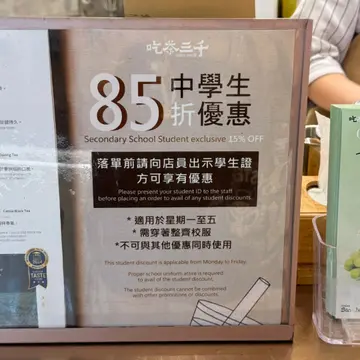 吃茶三千
85折
中學生
優惠
Secondary School Student exclusive 15% OFF
落單前請向店員出示學生證
方可享有優惠
Please present your student ID to the staff
before placing an order to avail of any student discounts.
* 適用於星期一至五
* 需穿著整齊校服
*不可與其他優惠同時使用
This student discount is applicable from Monday to Friday.
Proper school uniform attire is required
to avail of the student discount.
The student discount cannot be combined
with other promotions or discounts.
TASTE